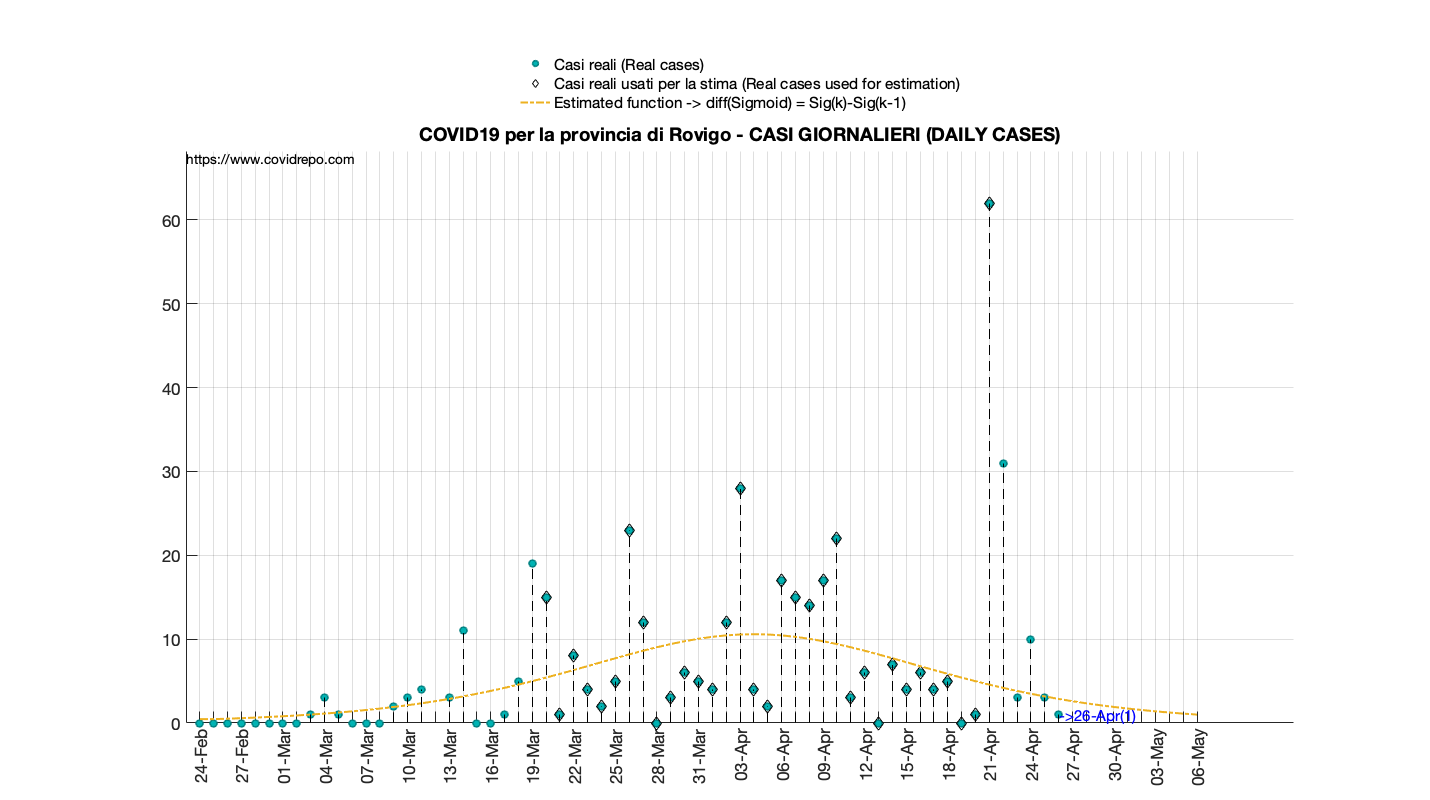 Casi reali (Real cases)
Casi reali usati per la stima (Real cases used for estimation)
Estimated function -> diff(Sigmoid) = Sig(k)-Sig(k-1)
COVID19 per la provincia di Rovigo - CASI GIORNALIERI (DAILY CASES)
https://www.covidrepo.com
60
50
40
30
20
10
0
->26-Apr(1)
24-Feb
27-Feb
01-Mar
04-Mar
07-Mar
10-Mar
13-Mar
16-Mar
19-Mar
22-Mar
25-Mar
28-Mar
31-Mar
03-Apr
06-Apr
09-Apr
12-Apr
15-Apr
18-Apr
21-Apr
24-Apr
27-Apr
30-Apr
03-May
06-May